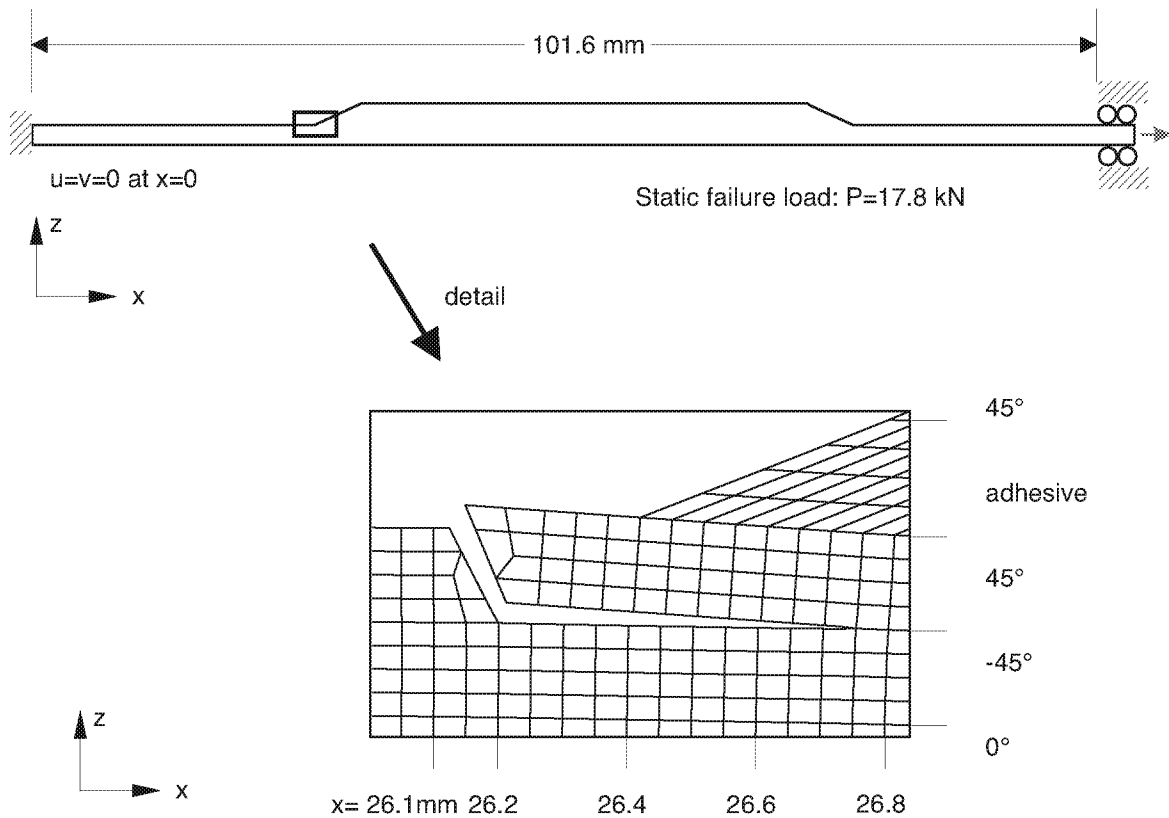 101.6 mm
u=v=0 at x=0
Static failure load: P=17.8 kN
z
x
detail
45°
adhesive
45°
-45°
0°
z
x
x= 26.1mm 26.2 26.4 26.6 26.8